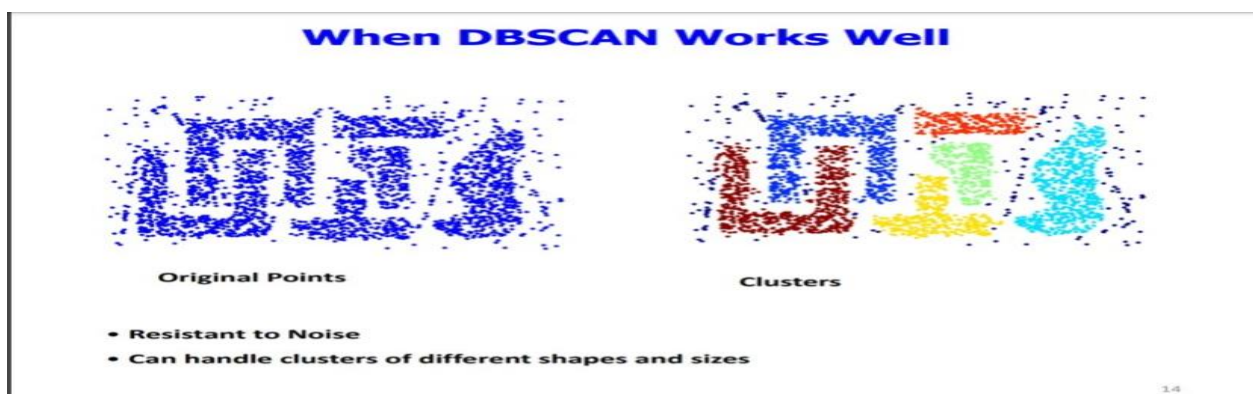 When DBSCAN Works Well
Original Points
Clusters
• Resistant to Noise
• Can handle clusters of different shapes and sizes
14